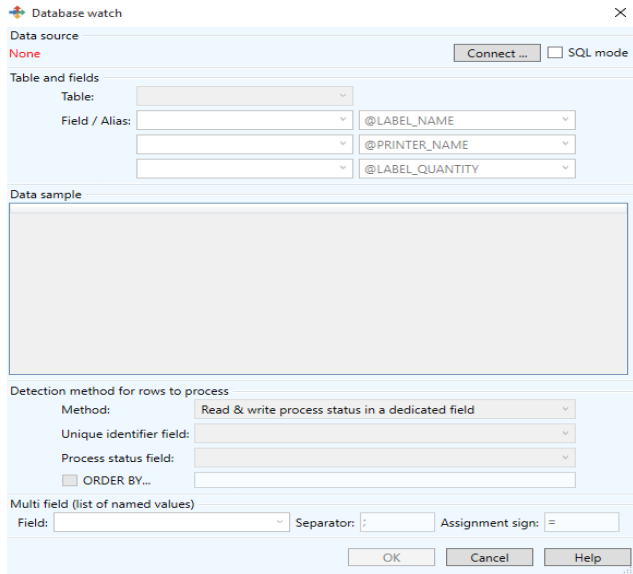 Database watch
Data source
None
Connect ...
SQL mode
Table and fields
Table:
Field / Alias:
@LABEL_NAME
@PRINTER_NAME
@LABEL_QUANTITY
Data sample
Detection method for rows to process
Method: Read & write process status in a dedicated field
Unique identifier field:
Process status field:
ORDER BY...
Multi field (list of named values)
Field: Separator: ; Assignment sign: =
OK Cancel Help